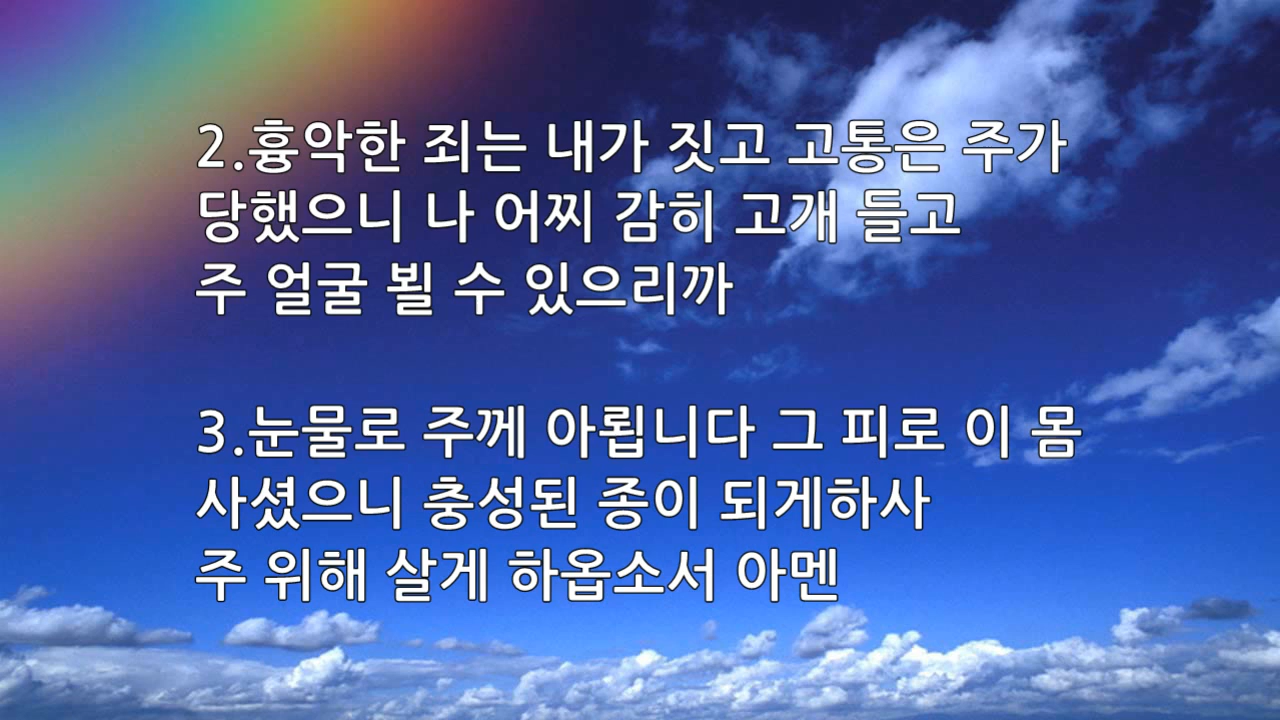 2.흉악한 죄는 내가 짓고 고통은 주가
당했으니 나 어찌 감히 고개 들고
주 얼굴 뵐 수 있으리까
3.눈물로 주께 아룁니다 그 피로 이 몸
사셨으니 충성된 종이 되게하사
주 위해 살게 하옵소서 아멘